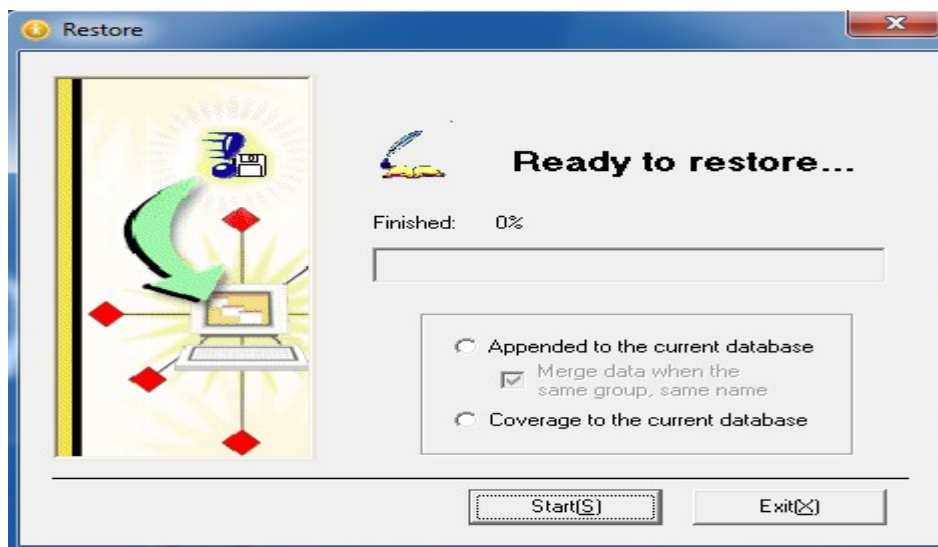 Restore
Ready to restore...
Finished: 0%
Appended to the current database
Merge data when the
same group, same name
Coverage to the current database
Start(S) Exit(X)